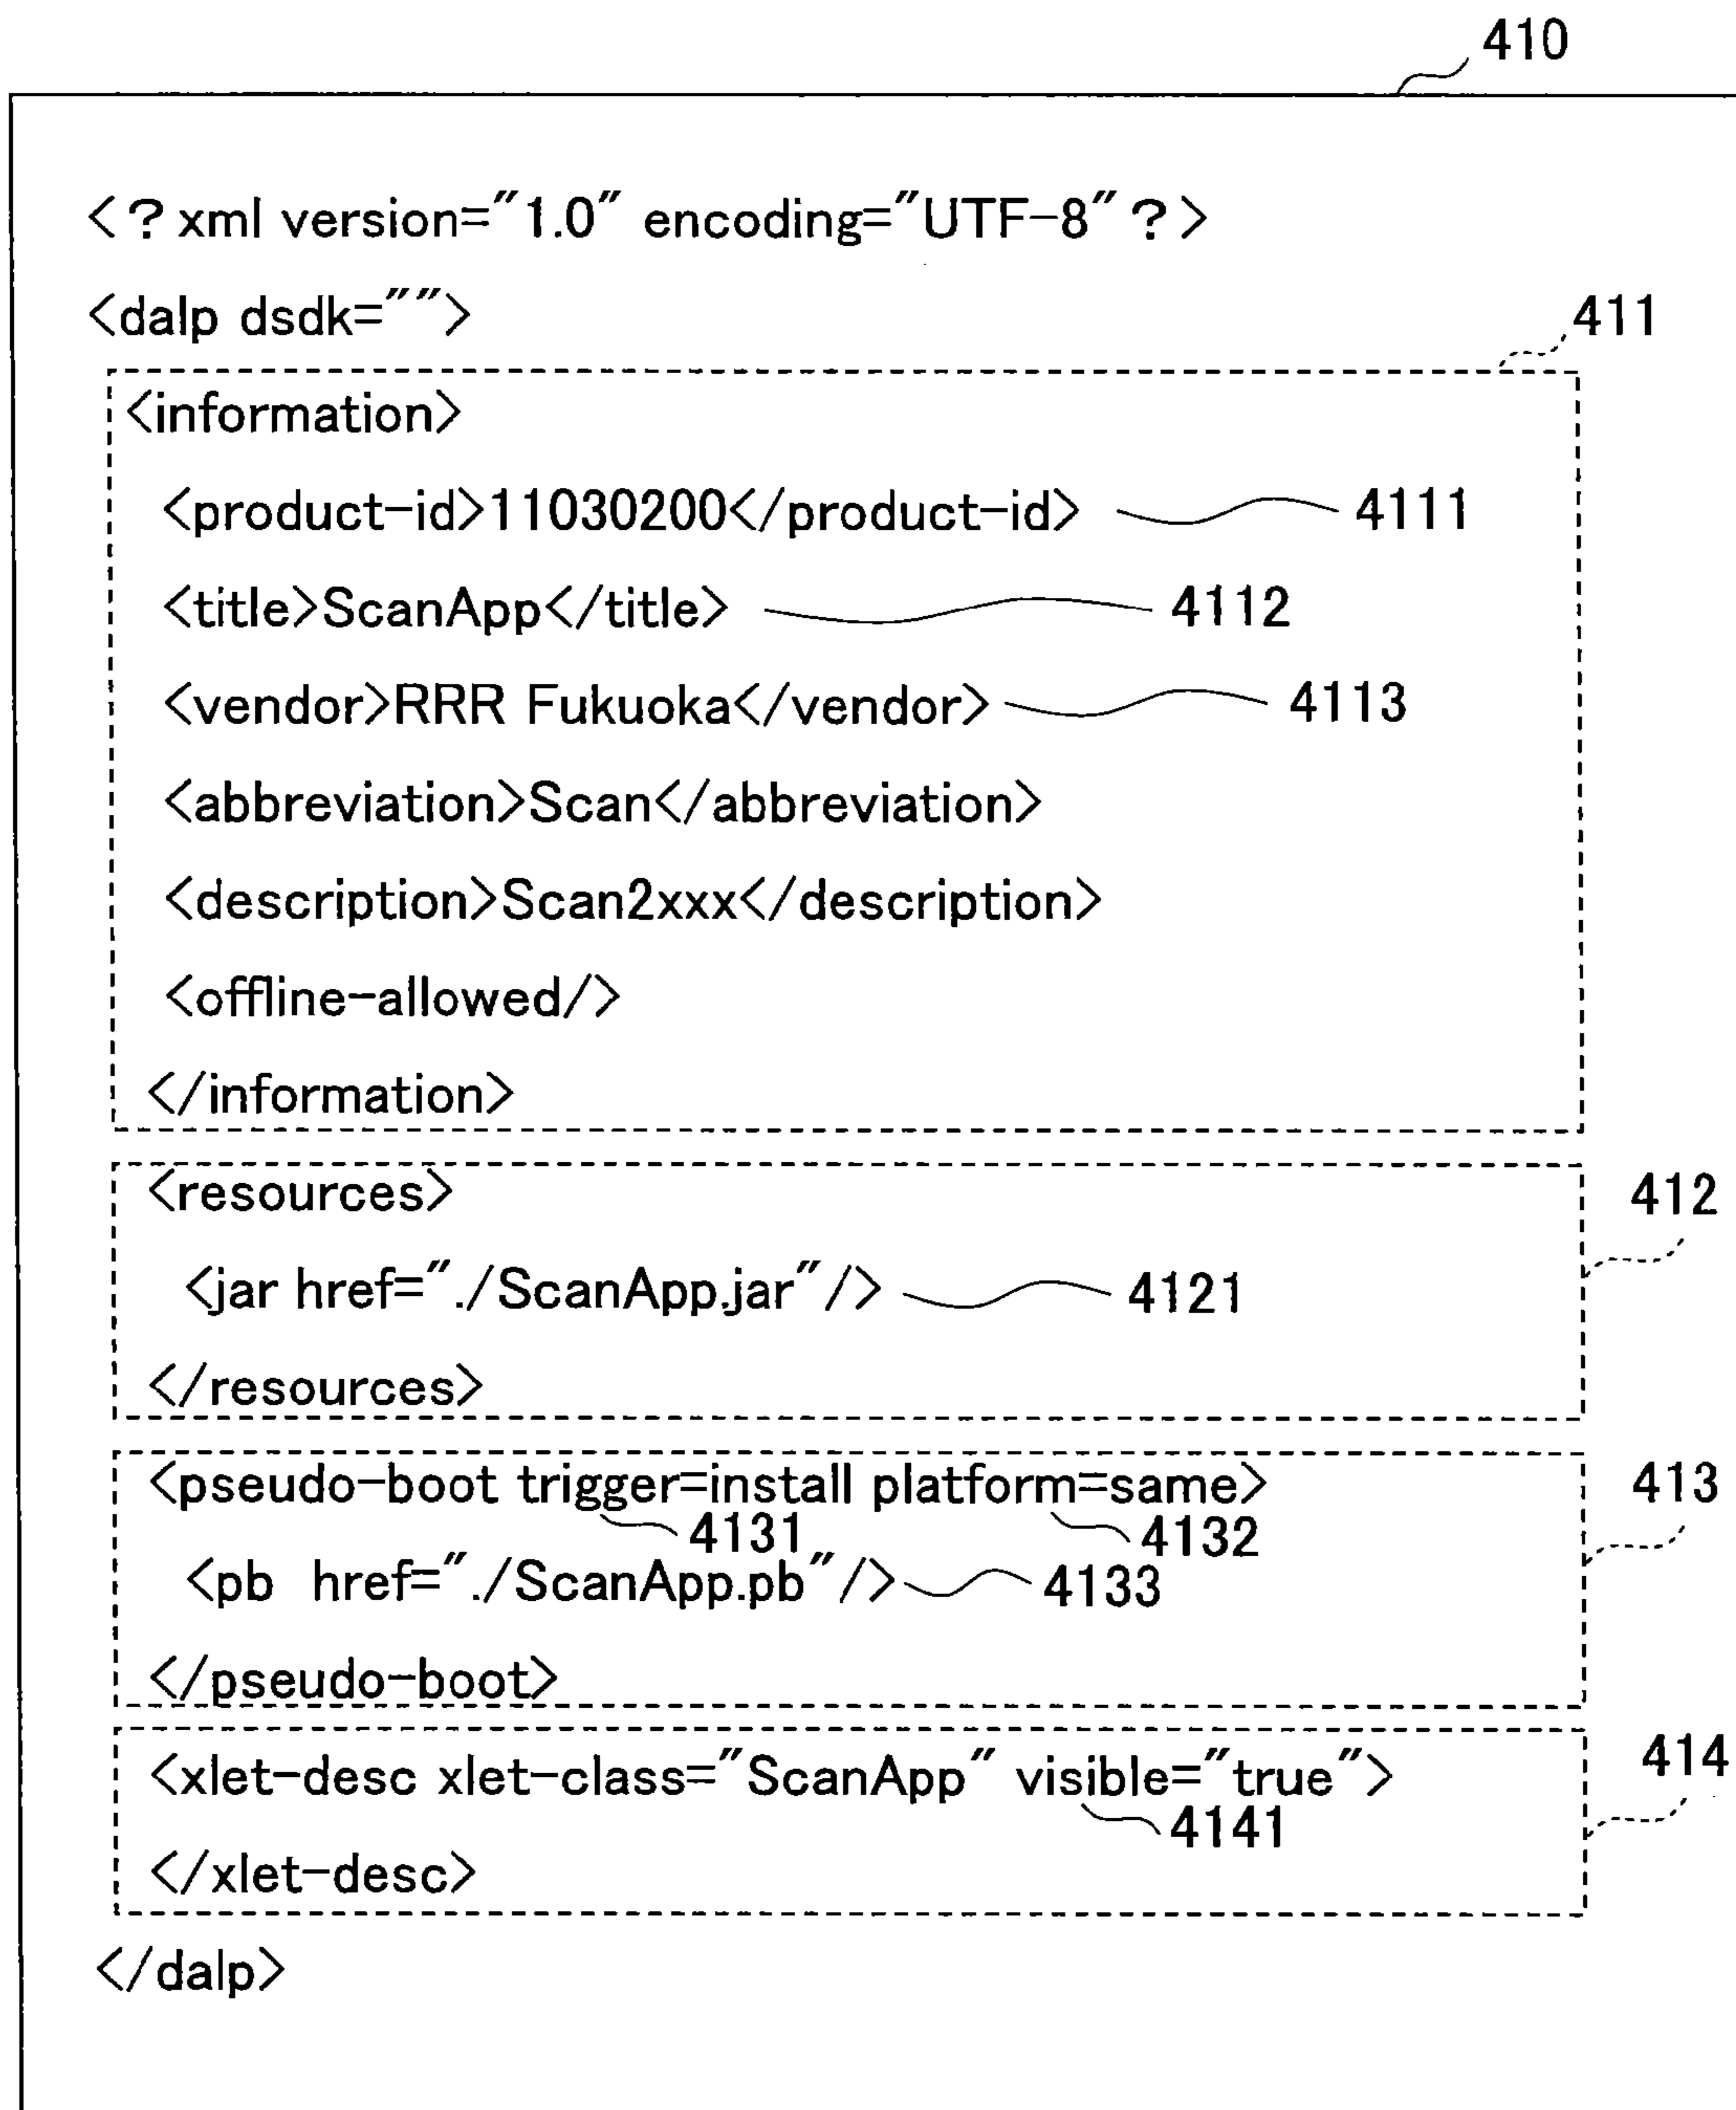 410
<?xml version="1.0" encoding="UTF-8"?>
<dalp dsdk="">
411
<information>
<product-id>11030200</product-id> 4111
<title>ScanApp</title> 4112
<vendor>RRR Fukuoka</vendor> 4113
<abbreviation>Scan</abbreviation>
<description>Scan2xxx</description>
<offline-allowed/>
</information>
<resources> 412
<jar href="./ScanApp.jar"/> 4121
</resources>
<pseudo-boot trigger=install platform=same> 413
4131 4132
<pb href="./ScanApp.pb"/> 4133
</pseudo-boot>
<xlet-desc xlet-class="ScanApp" visible="true"> 414
4141
</xlet-desc>
</dalp>